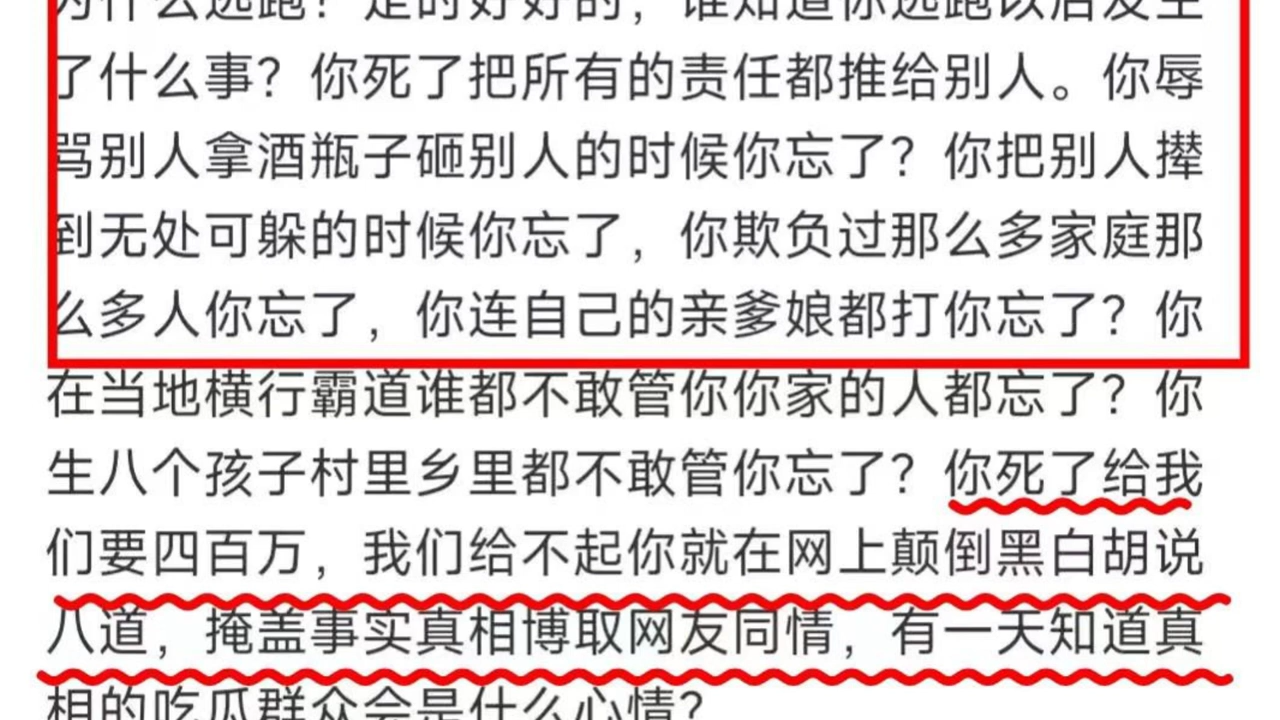 为什么逃跑？走时好好的，谁知道你逃跑以后发生
了什么事？你死了把所有的责任都推给别人。你辱
骂别人拿酒瓶子砸别人的时候你忘了？你把别人撵
到无处可躲的时候你忘了，你欺负过那么多家庭那
么多人你忘了，你连自己的亲爹娘都打你忘了？你
在当地横行霸道谁都不敢管你你家的人都忘了？你
生八个孩子村里乡里都不敢管你忘了？你死了给我
们要四百万，我们给不起你就在网上颠倒黑白胡说
八道，掩盖事实真相博取网友同情，有一天知道真
相的吃瓜群众会是什么心情？